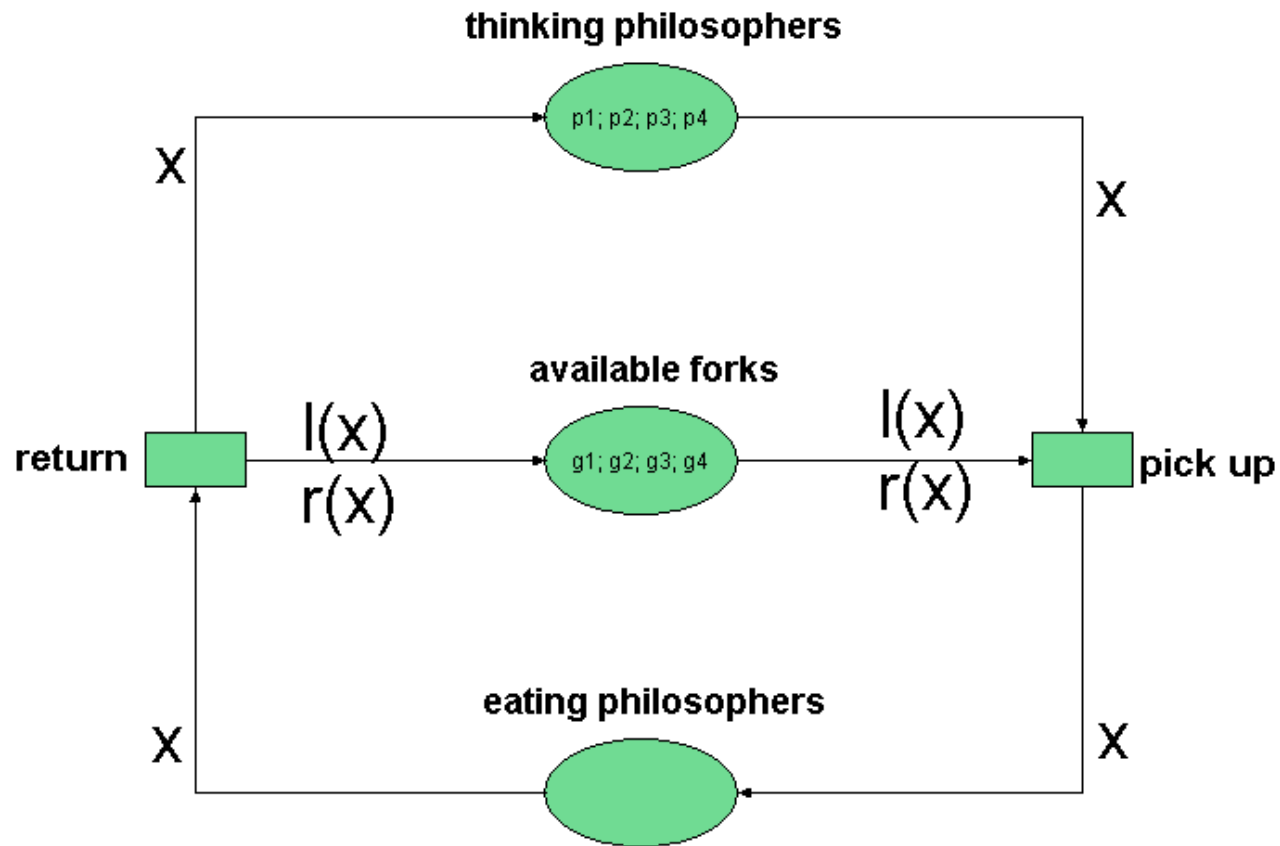 thinking philosophers
p1; p2; p3; p4
X
X
available forks
l(x)
l(x)
return
g1; g2; g3; g4
pick up
r(x)
r(x)
eating philosophers
X
X